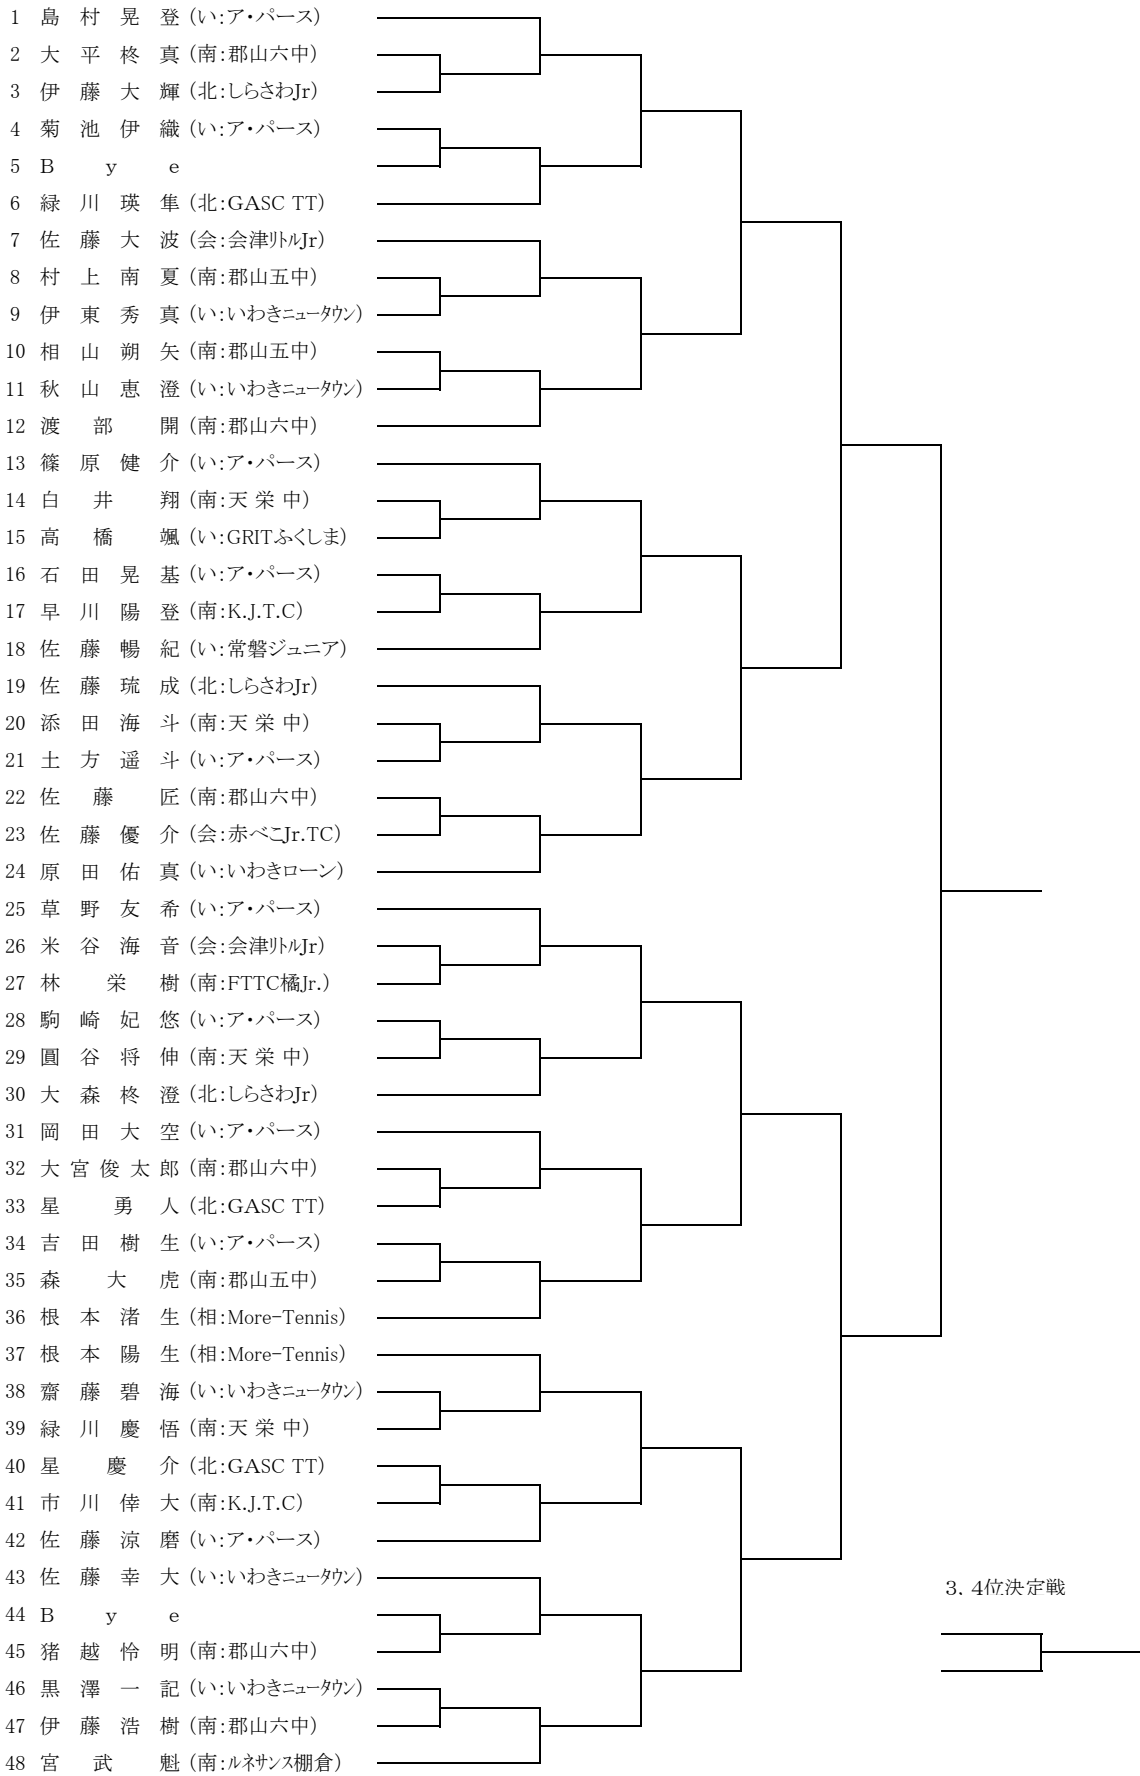 1 島村晃登 (い:ア・パース)
2 大平柊真 (南:郡山六中)
3 伊藤大輝 (北:しらさわJr)
4 菊池伊織 (い:ア・パース)
5 Bye
6 緑川瑛隼 (北:GASC TT)
7 佐藤大波 (会:会津リトルJr)
8 村上南夏 (南:郡山五中)
9 伊東秀真 (い:いわきニュータウン)
10 相山朔矢 (南:郡山五中)
11 秋山恵澄 (い:いわきニュータウン)
12 渡部開 (南:郡山六中)
13 篠原健介 (い:ア・パース)
14 白井翔 (南:天栄中)
15 高橋颯 (い:GRITふくしま)
16 石田晃基 (い:ア・パース)
17 早川陽登 (南:K.J.T.C)
18 佐藤暢紀 (い:常磐ジュニア)
19 佐藤琉成 (北:しらさわJr)
20 添田海斗 (南:天栄中)
21 土方遥斗 (い:ア・パース)
22 佐藤匠 (南:郡山六中)
23 佐藤優介 (会:赤べこJr.TC)
24 原田佑真 (い:いわきローン)
25 草野友希 (い:ア・パース)
26 米谷海音 (会:会津リトルJr)
27 林栄樹 (南:FTTC橘Jr.)
28 駒崎妃悠 (い:ア・パース)
29 圓谷将伸 (南:天栄中)
30 大森柊澄 (北:しらさわJr)
31 岡田大空 (い:ア・パース)
32 大宮俊太郎 (南:郡山六中)
33 星勇人 (北:GASC TT)
34 吉田樹生 (い:ア・パース)
35 森大虎 (南:郡山五中)
36 根本渚生 (相:More-Tennis)
37 根本陽生 (相:More-Tennis)
38 齋藤碧海 (い:いわきニュータウン)
39 緑川慶悟 (南:天栄中)
40 星慶介 (北:GASC TT)
41 市川倖大 (南:K.J.T.C)
42 佐藤涼磨 (い:ア・パース)
43 佐藤幸大 (い:いわきニュータウン)
3, 4位決定戦
44 Bye
45 猪越怜明 (南:郡山六中)
46 黒澤一記 (い:いわきニュータウン)
47 伊藤浩樹 (南:郡山六中)
48 宮武魁 (南:ルネサンス棚倉)